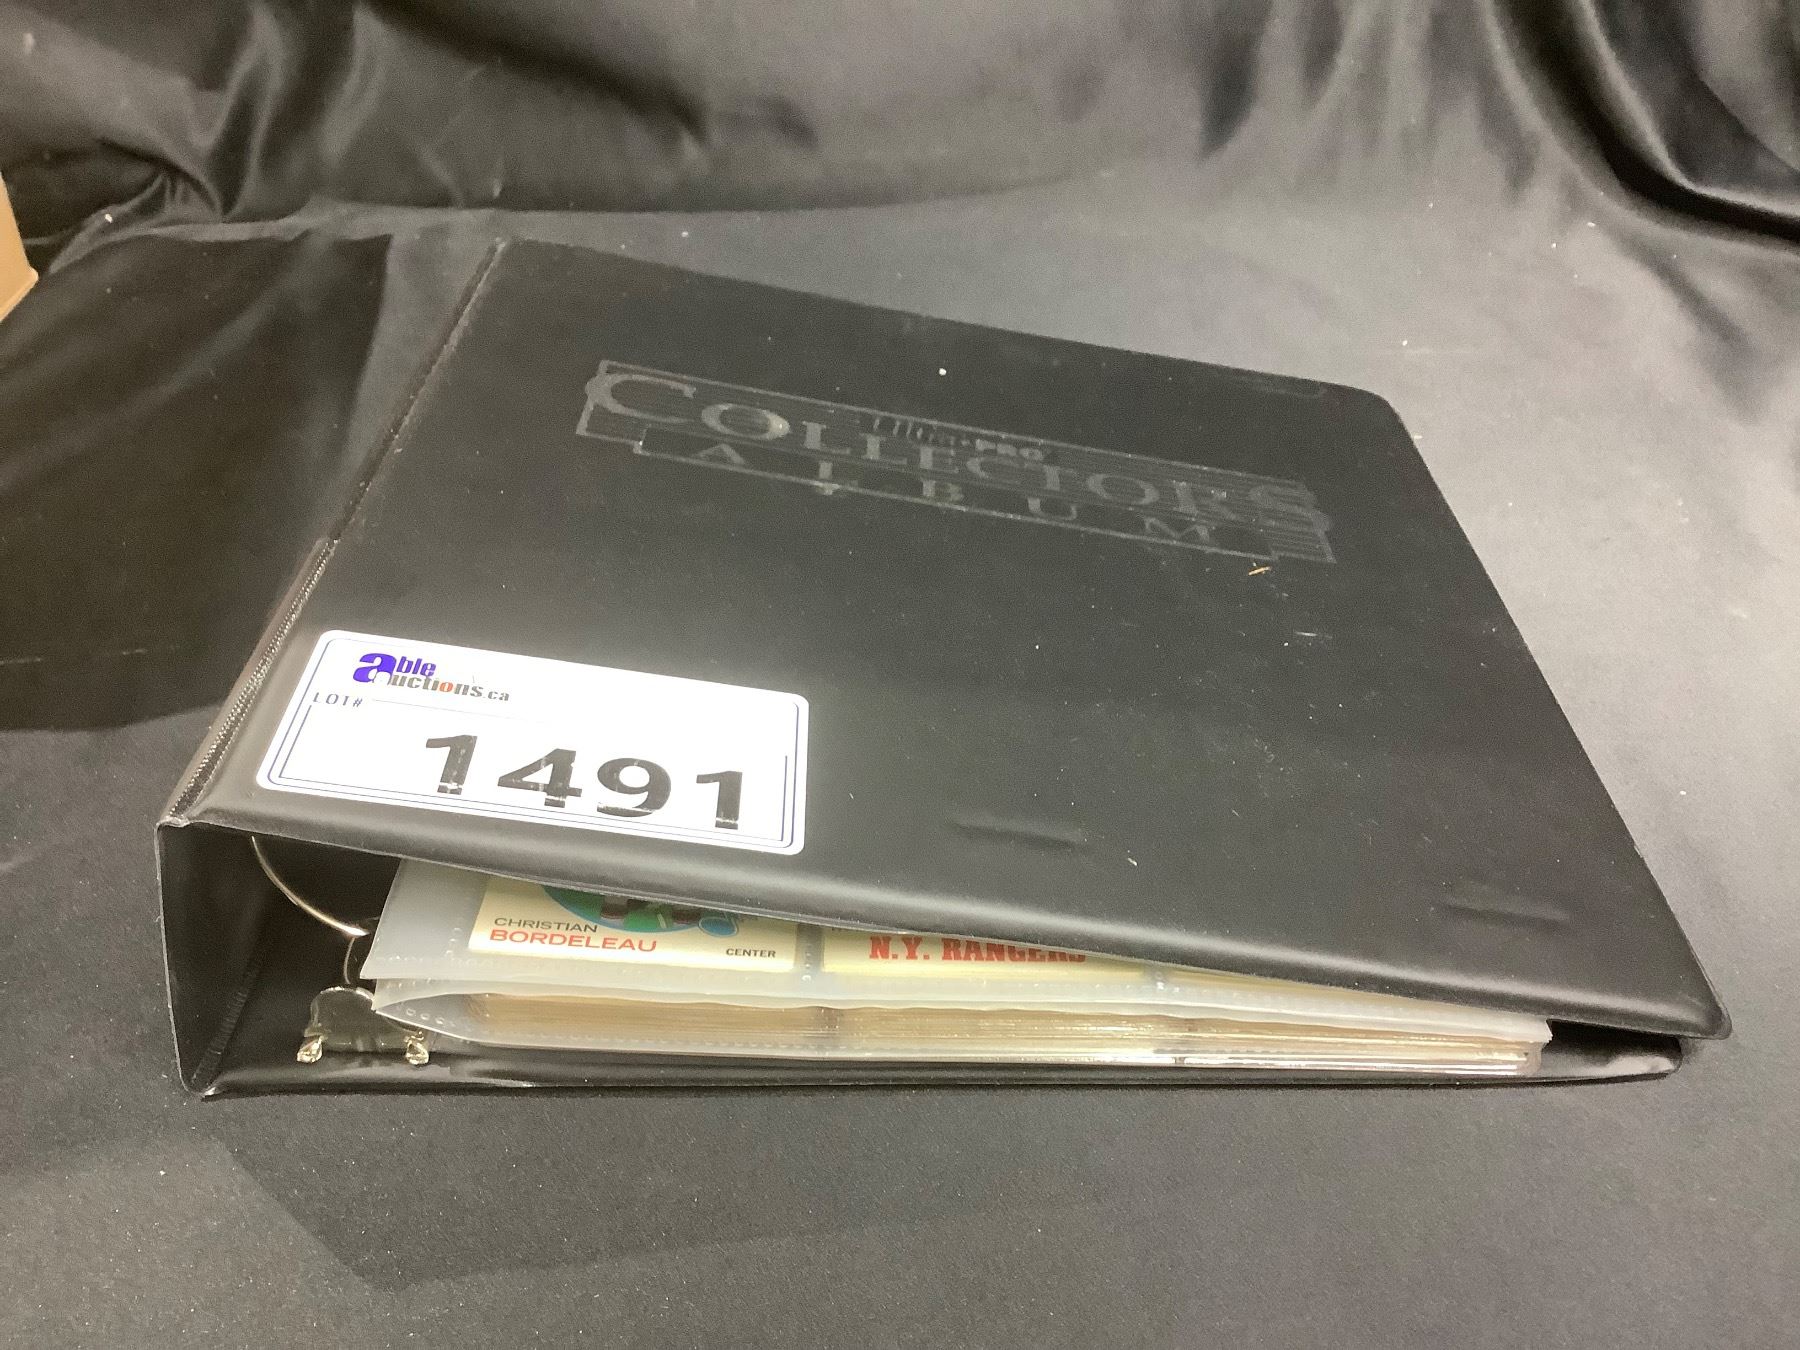 Ultra·PRO
COLLECTORS
ALBUM
able
auctions.ca
LOT#
1491
CHRISTIAN
BORDELEAU
CENTER
N.Y. RANGERS